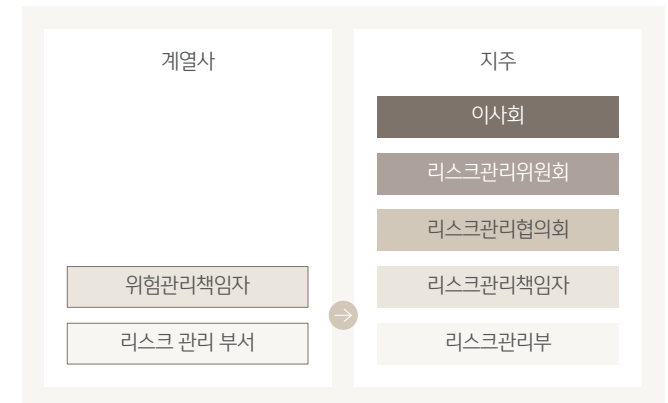 계열사
위험관리책임자
리스크 관리 부서
지주
이사회
리스크관리위원회
리스크관리협의회
리스크관리책임자
리스크관리부